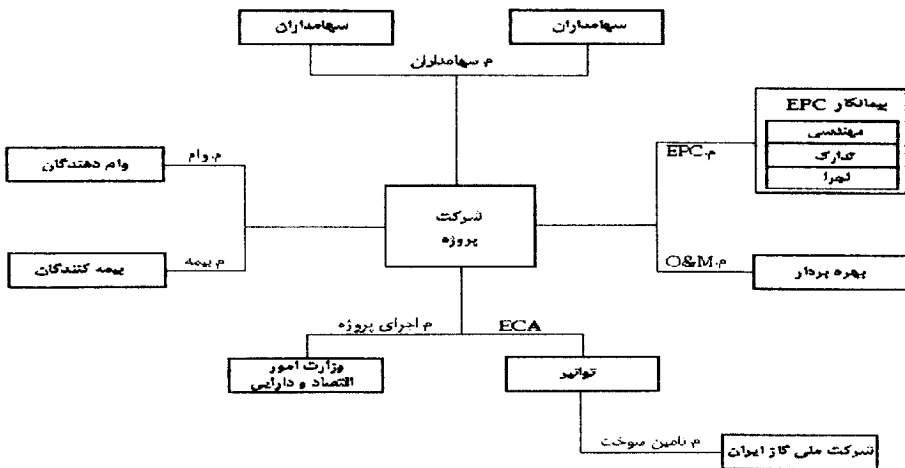 سهامداران
سهامداران
م.سهامداران
پیمانکار EPC
مهندسی
تدارک
اجرا
م.EPC
وام دهندگان
م.وام
شرکت
پروژه
بیمه کنندگان
م.بیمه
م.O&M
بهره بردار
م.اجرای پروژه
ECA
وزارت امور
اقتصاد و دارایی
توانیر
م.تامین سوخت
شرکت ملی گاز ایران